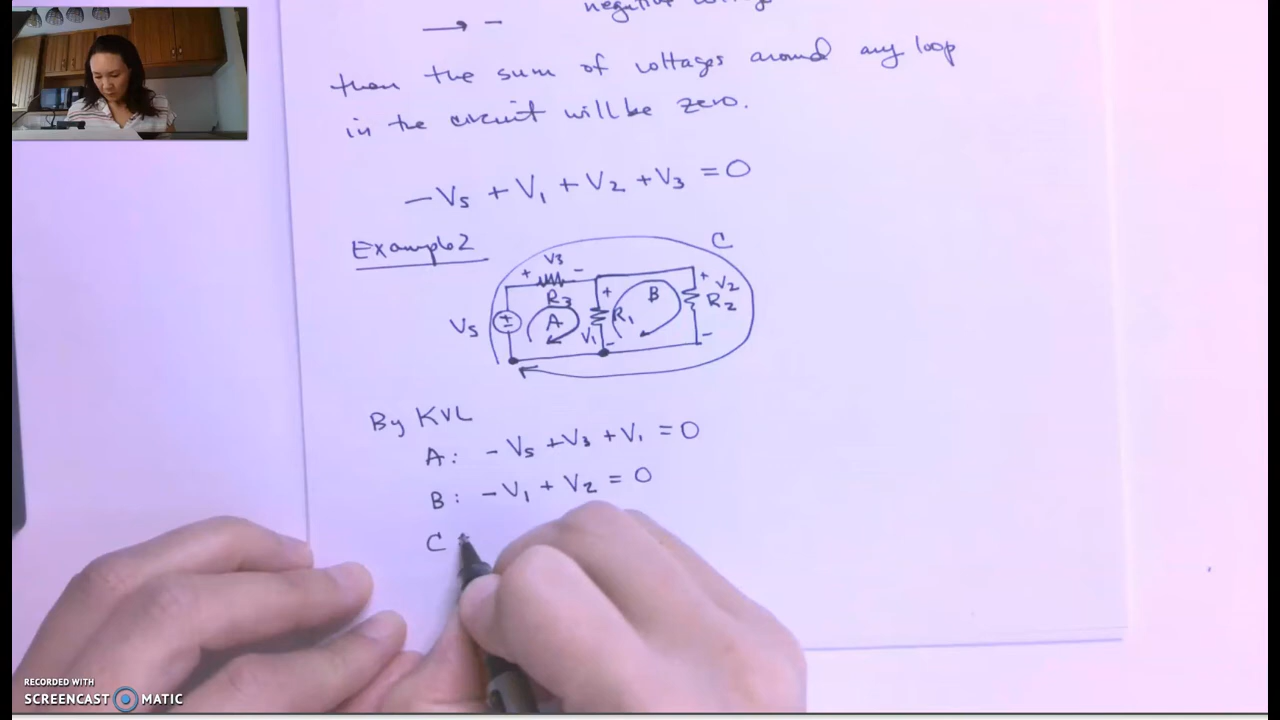 → - negative voltage
then the sum of voltages around any loop
in the circuit will be zero.
-Vs + V1 + V2 + V3 = 0
Example 2
C
+ V3 -
R3
Vs
±
A
+
R1
V1
-
B
+
V2
R2
-
By KVL
A: -Vs + V3 + V1 = 0
B: -V1 + V2 = 0
C
RECORDED WITH
SCREENCAST MATIC